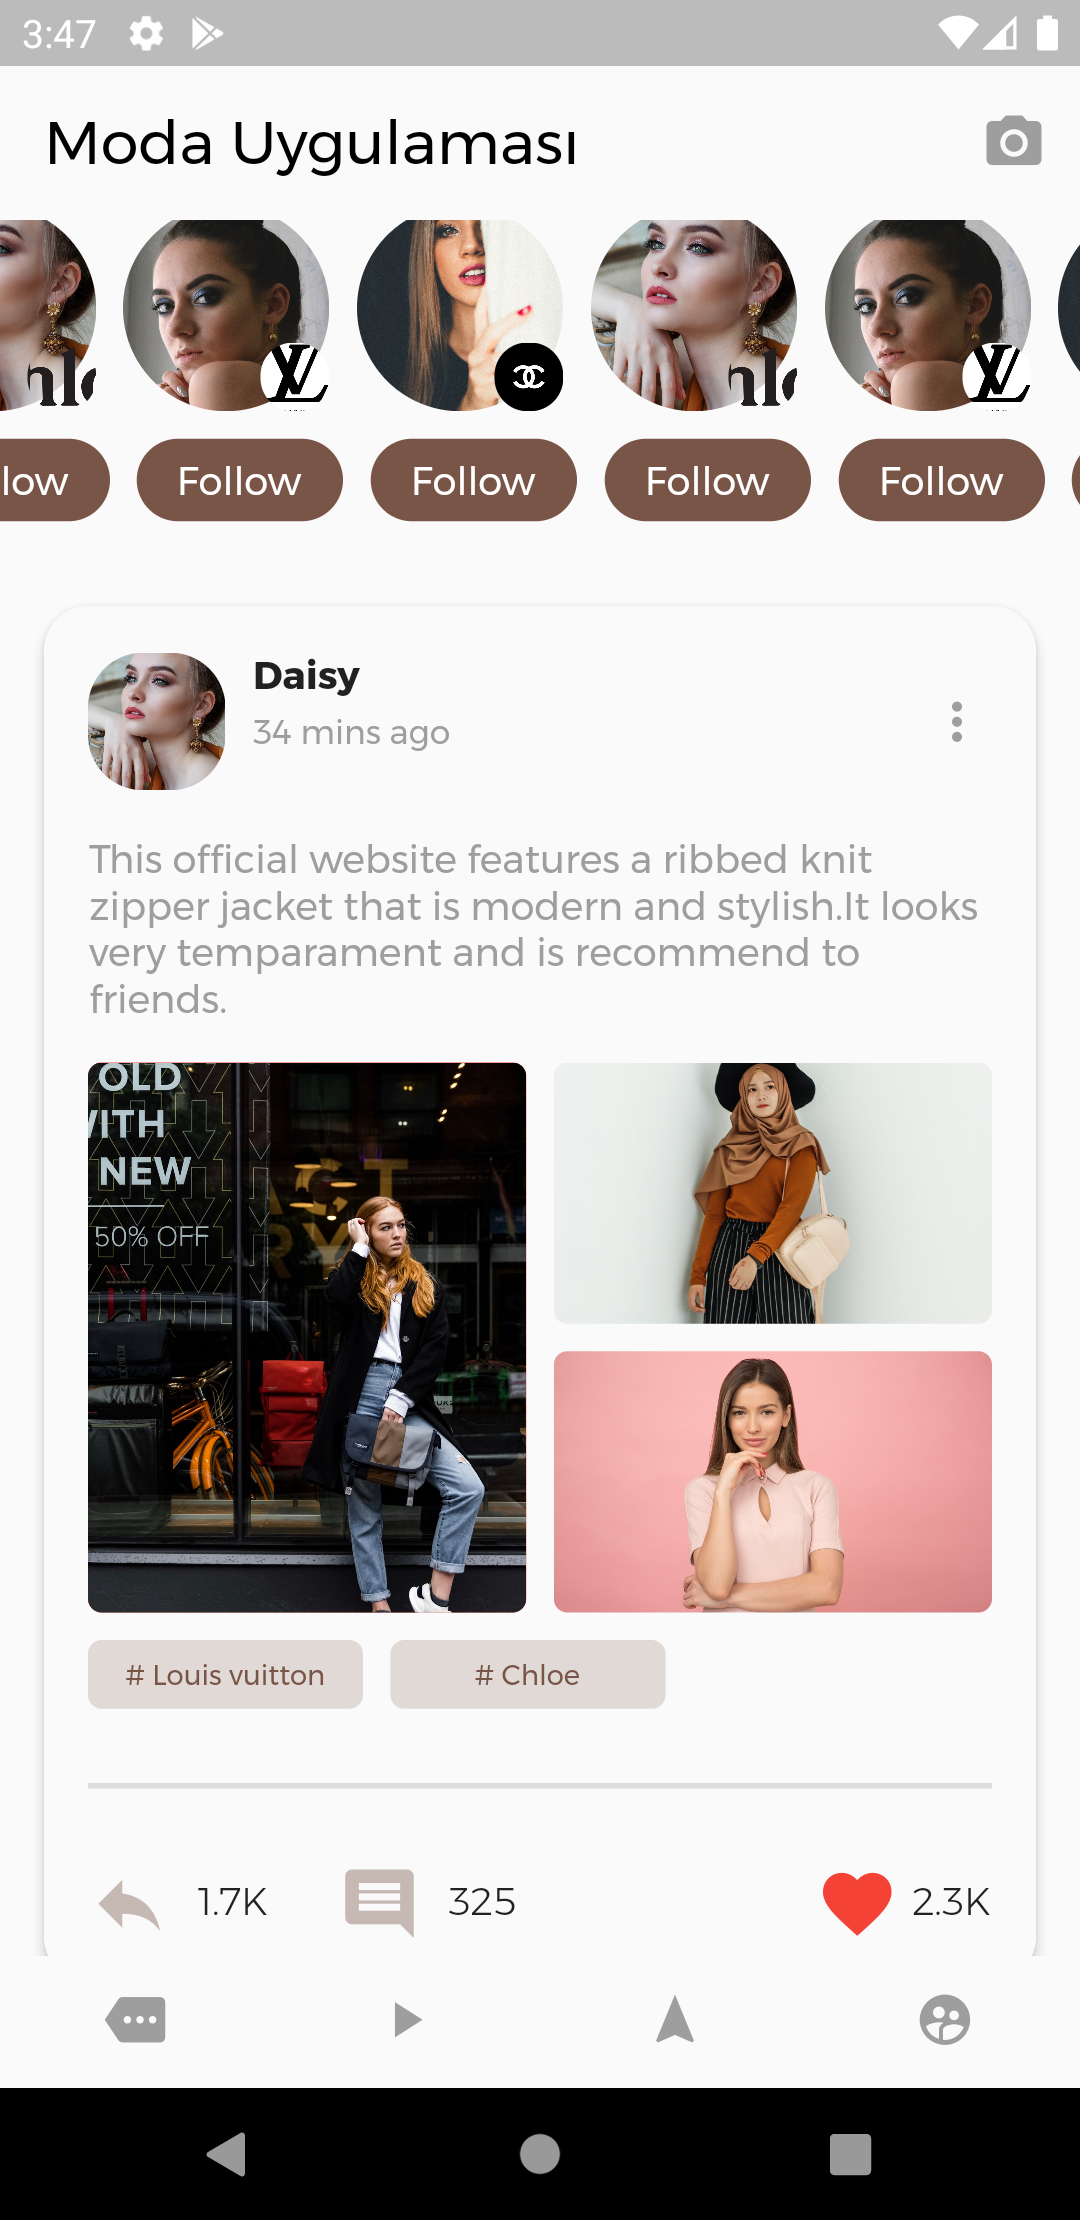 3:47
Moda Uygulaması
low
Follow
Follow
Follow
Follow
Daisy
34 mins ago
This official website features a ribbed knit
zipper jacket that is modern and stylish.It looks
very temparament and is recommend to
friends.
OLD
WITH
NEW
50% OFF
# Louis vuitton
# Chloe
1.7K
325
2.3K